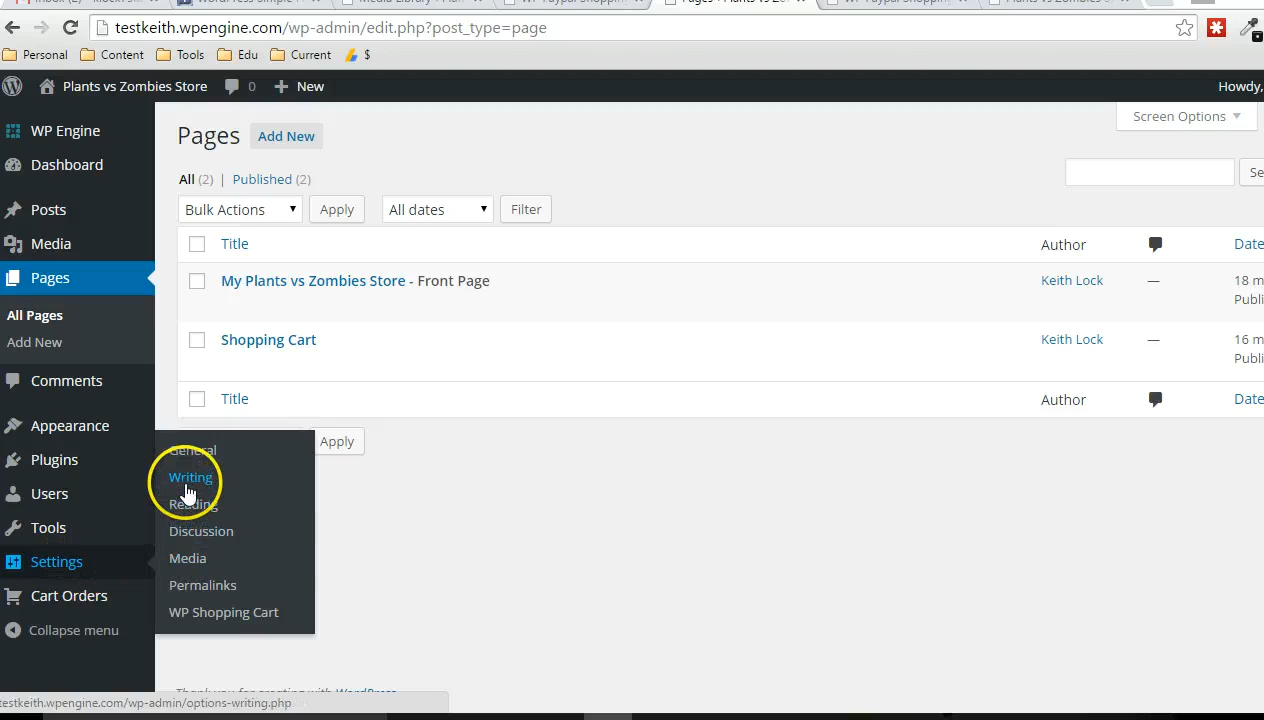 testkeith.wpengine.com/wp-admin/edit.php?post_type=page
Personal Content Tools Edu Current $
Plants vs Zombies 0 New Howdy,
WP Engine
Dashboard
Posts
Media
Pages
All Pages
Add New
Comments
Appearance
Plugins
Users
Tools
Settings
Cart Orders
Collapse menu
Screen Options
Pages Add New
All (2) | Published (2)
Bulk Actions Apply All dates Filter
Title Author Date
My Plants vs Zombies Store - Front Page Keith Lock — 18 m
Publi
Shopping Cart Keith Lock — 16 m
Publi
Title Author Date
Apply
General
Writing
Reading
Discussion
Media
Permalinks
WP Shopping Cart
testkeith.wpengine.com/wp-admin/options-writing.php